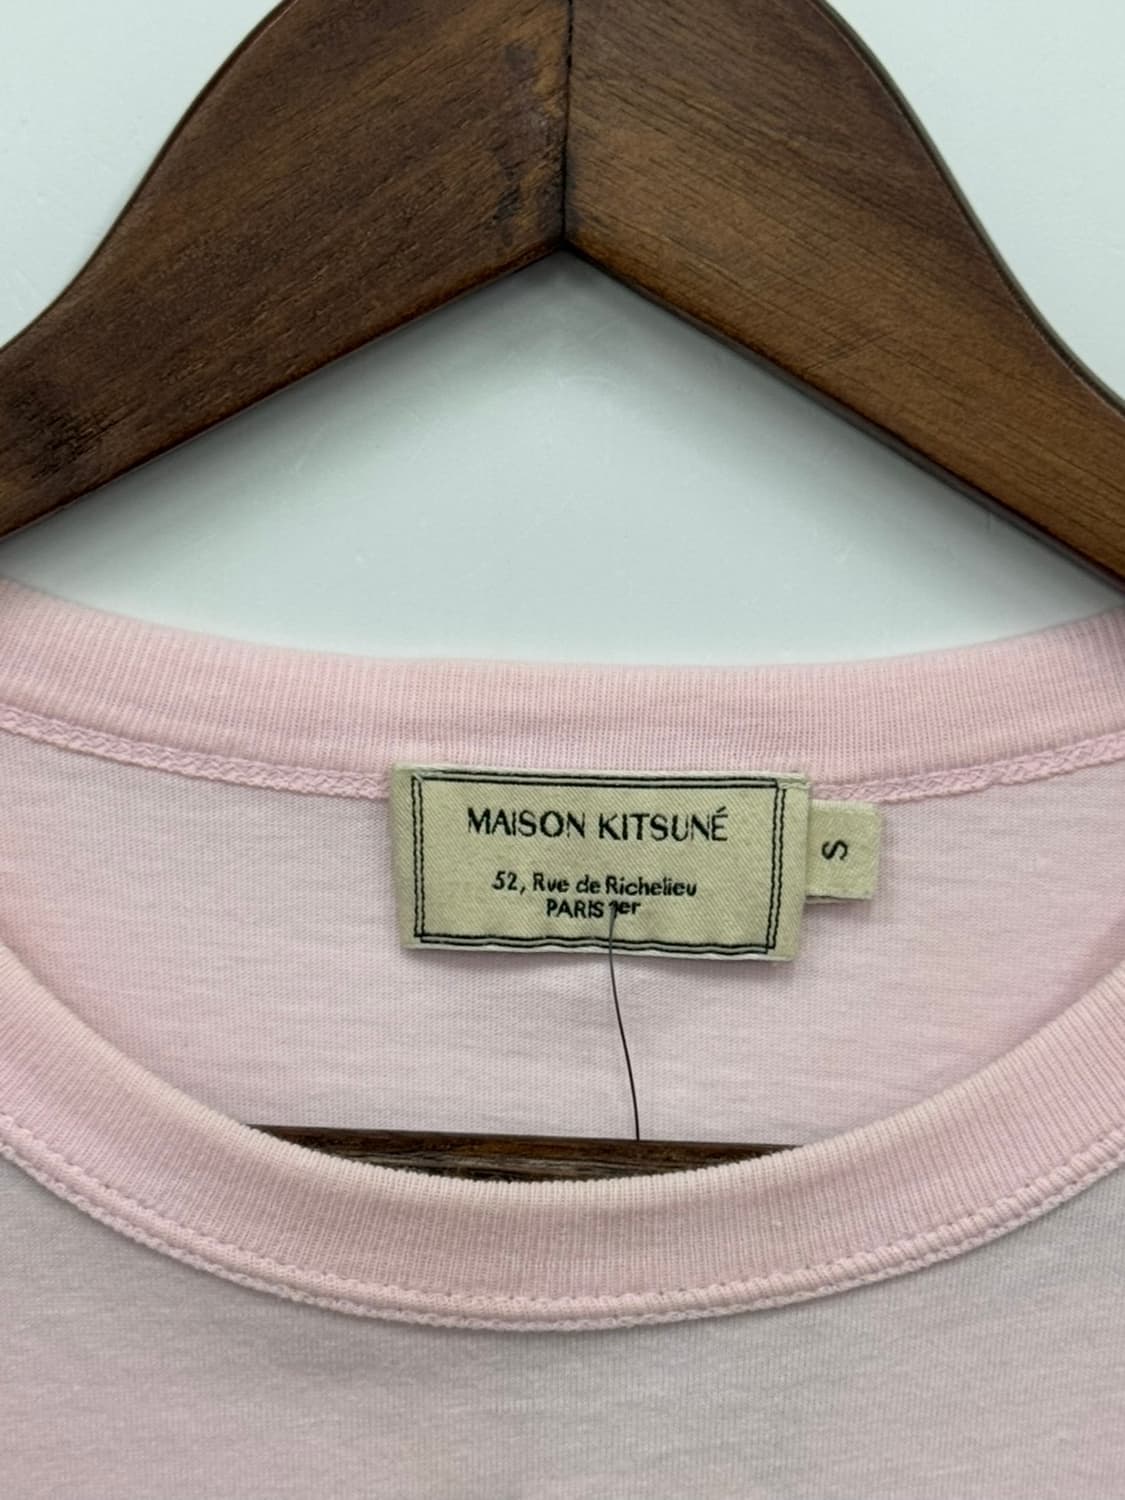 MAISON KITSUNÉ
52, Rue de Richelieu
PARIS 1er
S